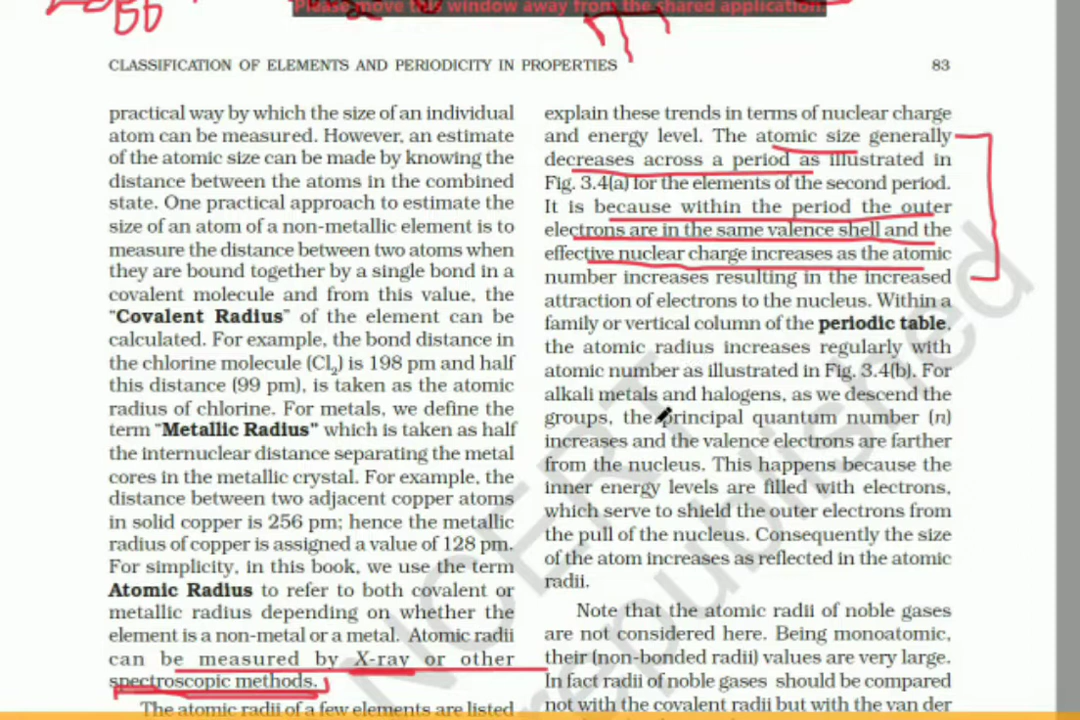 Please move this window away from the shared application
CLASSIFICATION OF ELEMENTS AND PERIODICITY IN PROPERTIES 83
practical way by which the size of an individual
atom can be measured. However, an estimate
of the atomic size can be made by knowing the
distance between the atoms in the combined
state. One practical approach to estimate the
size of an atom of a non-metallic element is to
measure the distance between two atoms when
they are bound together by a single bond in a
covalent molecule and from this value, the
“Covalent Radius” of the element can be
calculated. For example, the bond distance in
the chlorine molecule (Cl2) is 198 pm and half
this distance (99 pm), is taken as the atomic
radius of chlorine. For metals, we define the
term “Metallic Radius” which is taken as half
the internuclear distance separating the metal
cores in the metallic crystal. For example, the
distance between two adjacent copper atoms
in solid copper is 256 pm; hence the metallic
radius of copper is assigned a value of 128 pm.
For simplicity, in this book, we use the term
Atomic Radius to refer to both covalent or
metallic radius depending on whether the
element is a non-metal or a metal. Atomic radii
can be measured by X-ray or other
spectroscopic methods.
The atomic radii of a few elements are listed
explain these trends in terms of nuclear charge
and energy level. The atomic size generally
decreases across a period as illustrated in
Fig. 3.4(a) for the elements of the second period.
It is because within the period the outer
electrons are in the same valence shell and the
effective nuclear charge increases as the atomic
number increases resulting in the increased
attraction of electrons to the nucleus. Within a
family or vertical column of the periodic table,
the atomic radius increases regularly with
atomic number as illustrated in Fig. 3.4(b). For
alkali metals and halogens, as we descend the
groups, the principal quantum number (n)
increases and the valence electrons are farther
from the nucleus. This happens because the
inner energy levels are filled with electrons,
which serve to shield the outer electrons from
the pull of the nucleus. Consequently the size
of the atom increases as reflected in the atomic
radii.
Note that the atomic radii of noble gases
are not considered here. Being monoatomic,
their (non-bonded radii) values are very large.
In fact radii of noble gases should be compared
not with the covalent radii but with the van der
NCERT
republished